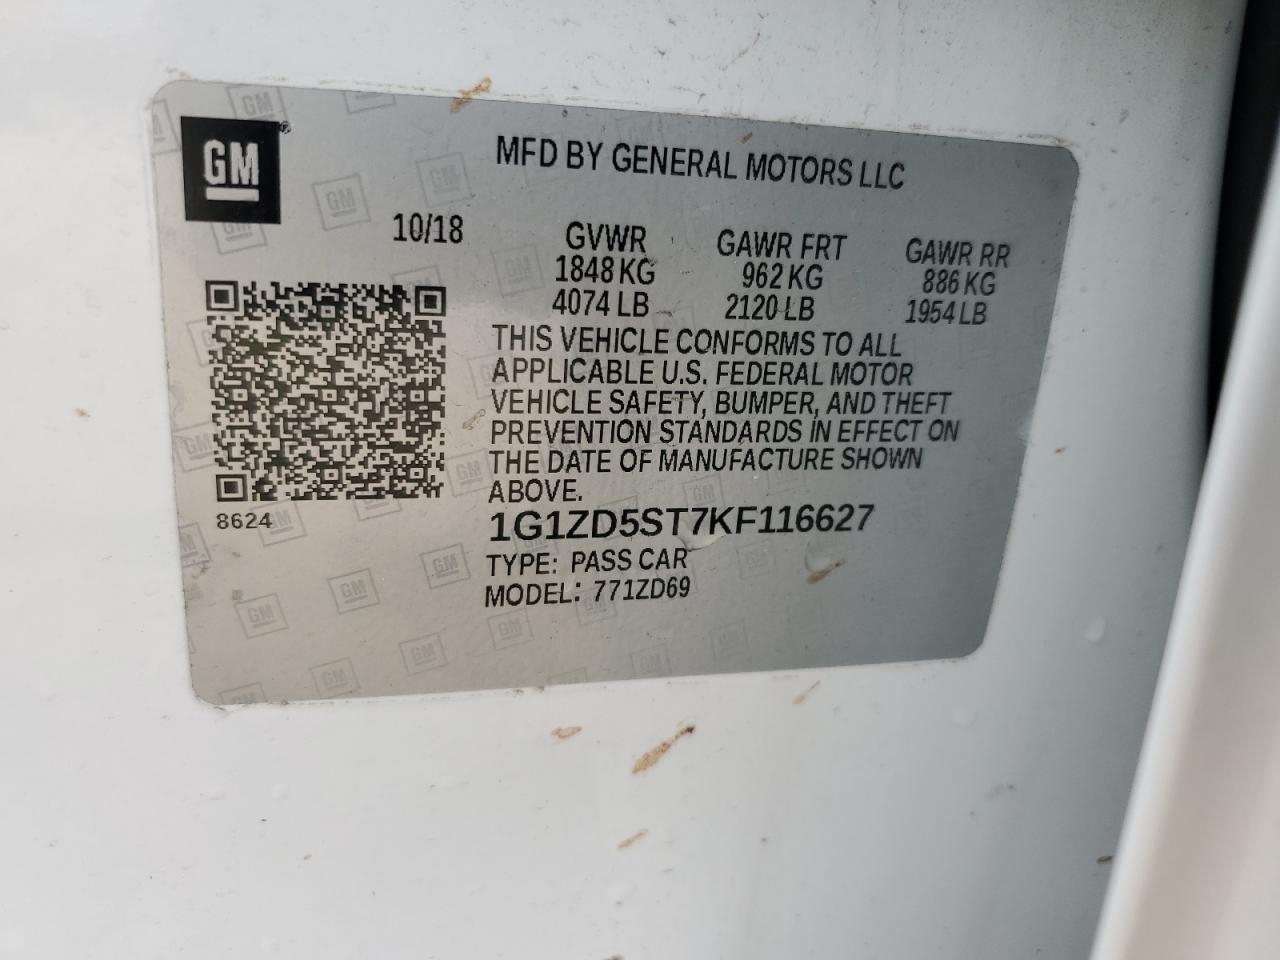 GM
MFD BY GENERAL MOTORS LLC
10/18
GVWR GAWR FRT GAWR RR
1848 KG 962 KG 886 KG
4074 LB 2120 LB 1954 LB
THIS VEHICLE CONFORMS TO ALL
APPLICABLE U.S. FEDERAL MOTOR
VEHICLE SAFETY, BUMPER, AND THEFT
PREVENTION STANDARDS IN EFFECT ON
THE DATE OF MANUFACTURE SHOWN
ABOVE.
8624
1G1ZD5ST7KF116627
TYPE: PASS CAR
MODEL: 771ZD69